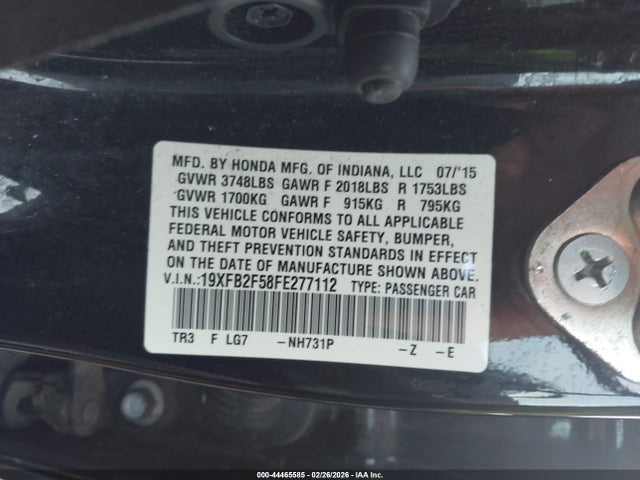 MFD. BY HONDA MFG. OF INDIANA, LLC 07/'15
GVWR 3748LBS GAWR F 2018LBS R 1753LBS
GVWR 1700KG GAWR F 915KG R 795KG
THIS VEHICLE CONFORMS TO ALL APPLICABLE
FEDERAL MOTOR VEHICLE SAFETY, BUMPER,
AND THEFT PREVENTION STANDARDS IN EFFECT
ON THE DATE OF MANUFACTURE SHOWN ABOVE.
V.I.N.:19XFB2F58FE277112 TYPE: PASSENGER CAR
TR3 F LG7 -NH731P -Z -E
000-44465585 - 02/26/2026 - IAA Inc.